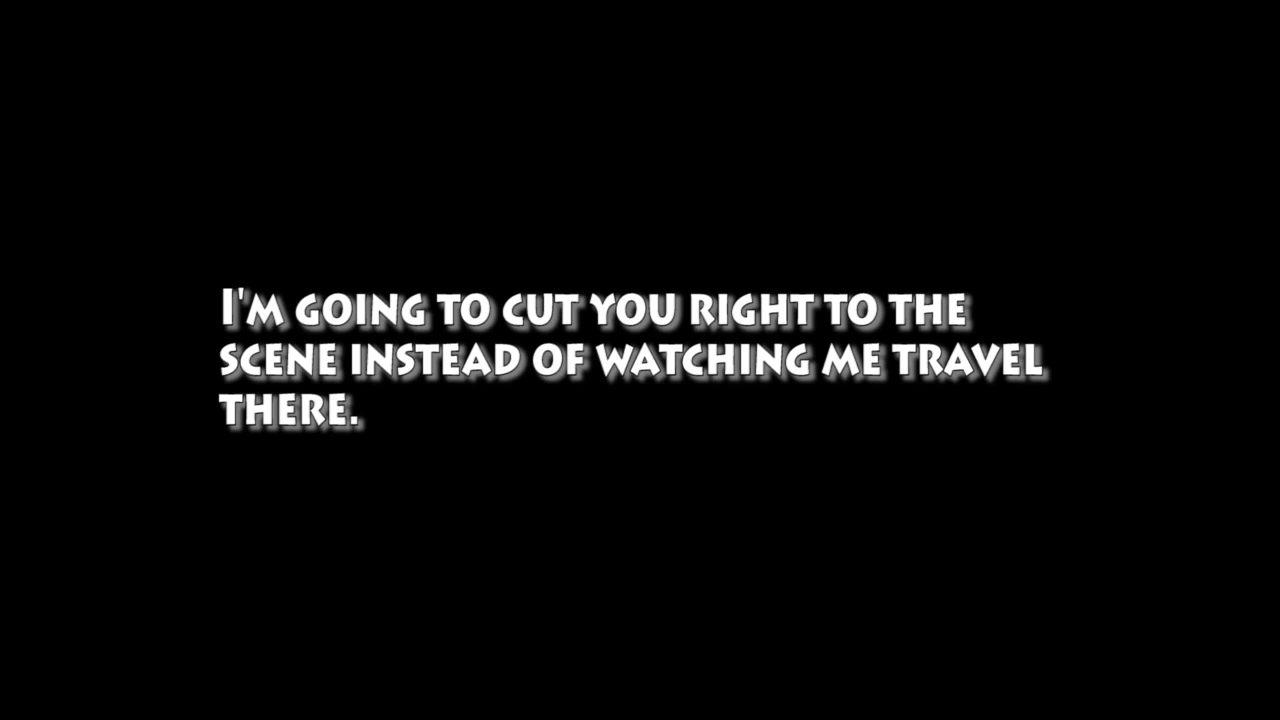 I'm going to cut you right to the
scene instead of watching me travel
there.